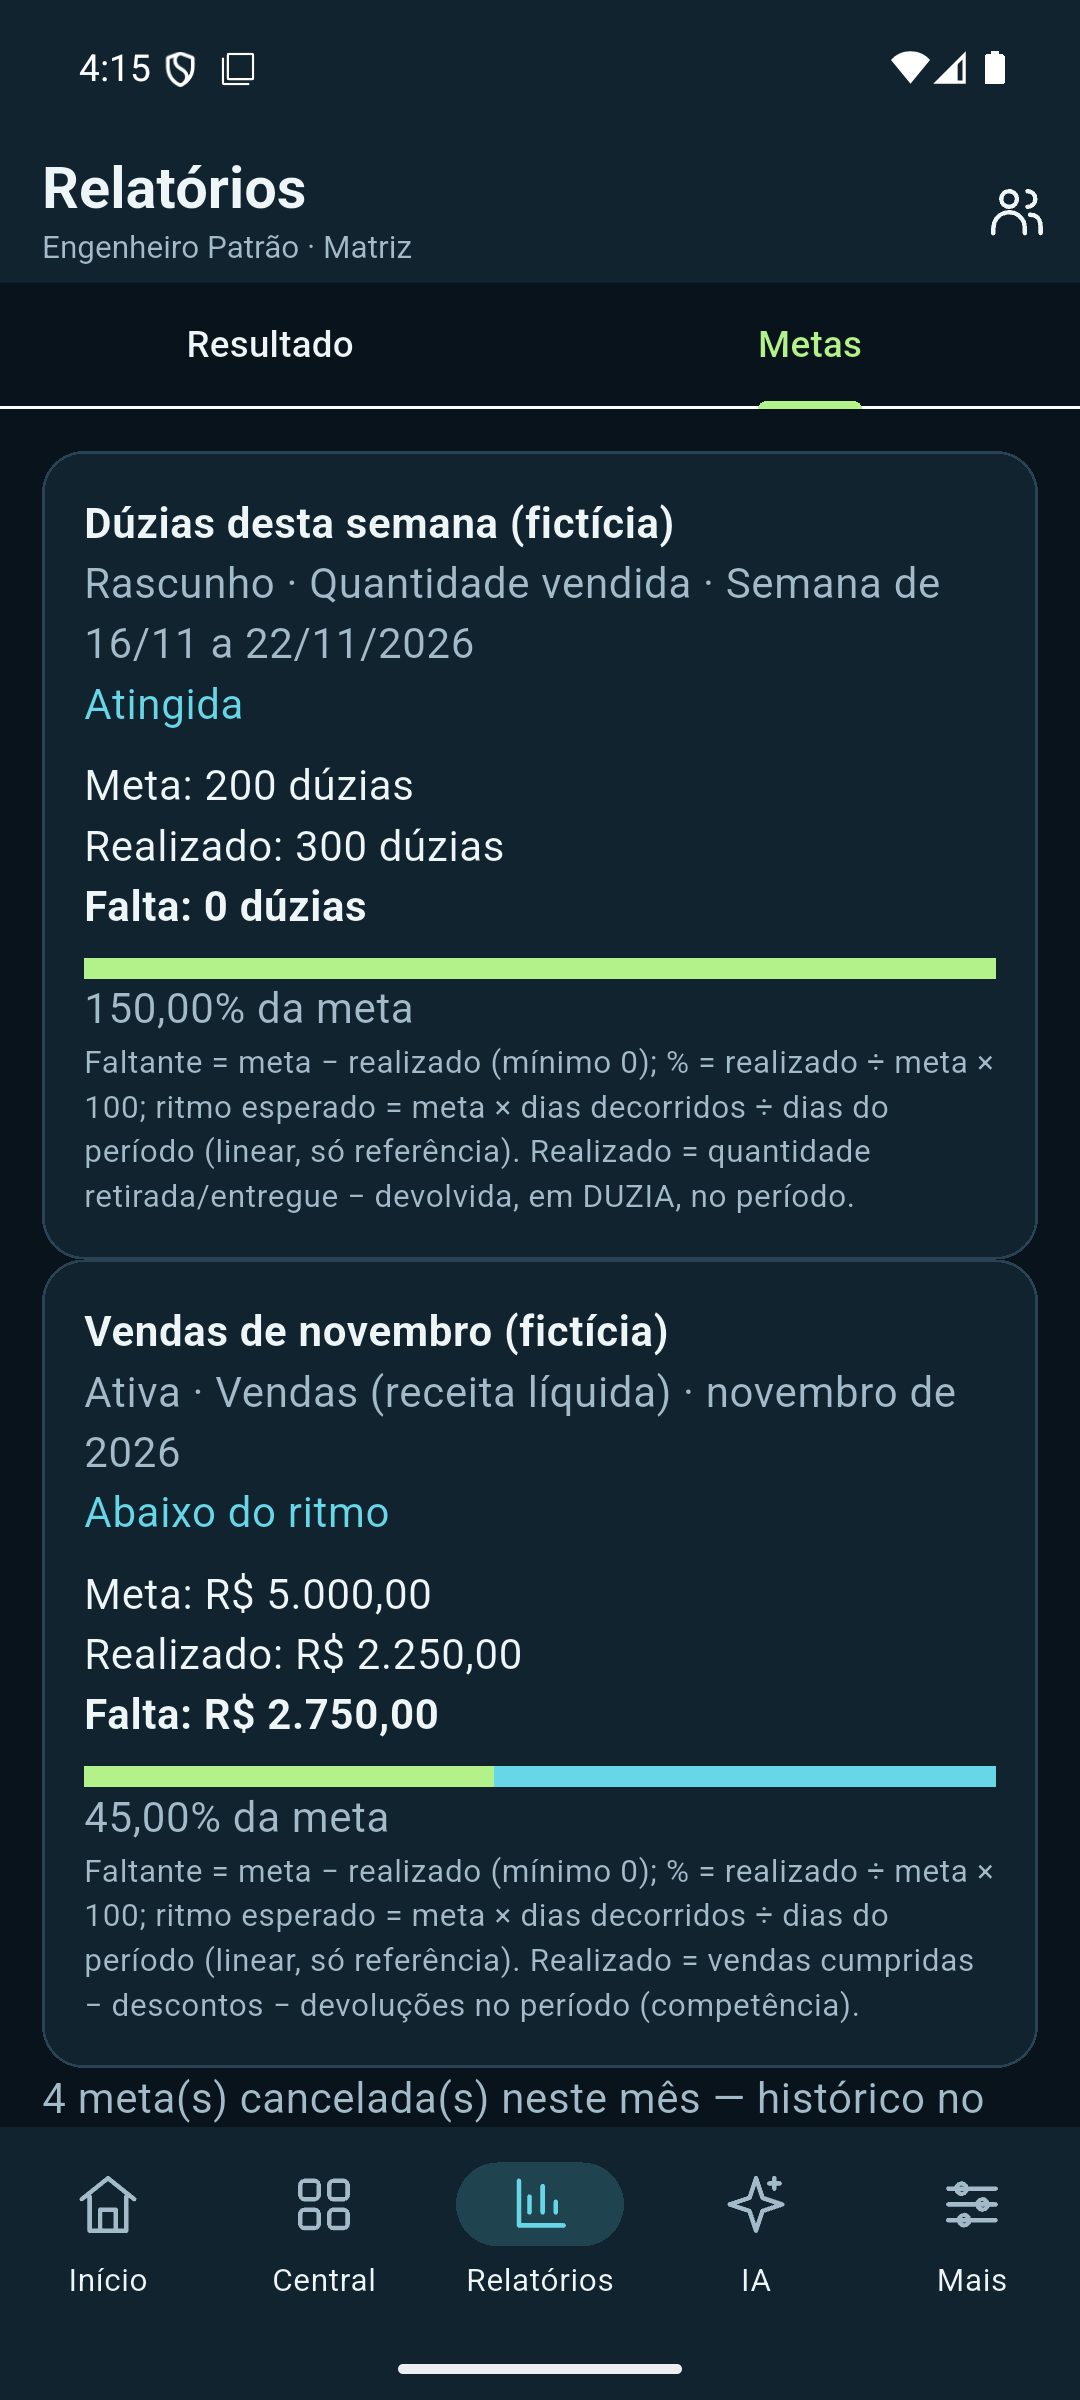 4:15
Relatórios
Engenheiro Patrão · Matriz
Resultado
Metas
Dúzias desta semana (fictícia)
Rascunho · Quantidade vendida · Semana de
16/11 a 22/11/2026
Atingida
Meta: 200 dúzias
Realizado: 300 dúzias
Falta: 0 dúzias
150,00% da meta
Faltante = meta − realizado (mínimo 0); % = realizado ÷ meta ×
100; ritmo esperado = meta × dias decorridos ÷ dias do
período (linear, só referência). Realizado = quantidade
retirada/entregue − devolvida, em DUZIA, no período.
Vendas de novembro (fictícia)
Ativa · Vendas (receita líquida) · novembro de
2026
Abaixo do ritmo
Meta: R$ 5.000,00
Realizado: R$ 2.250,00
Falta: R$ 2.750,00
45,00% da meta
Faltante = meta − realizado (mínimo 0); % = realizado ÷ meta ×
100; ritmo esperado = meta × dias decorridos ÷ dias do
período (linear, só referência). Realizado = vendas cumpridas
− descontos − devoluções no período (competência).
4 meta(s) cancelada(s) neste mês — histórico no
Início
Central
Relatórios
IA
Mais